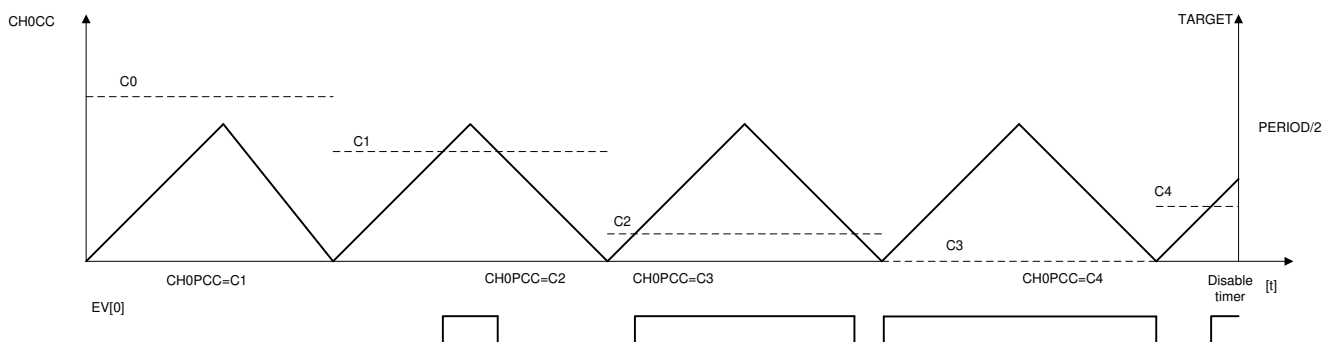 CH0CC
TARGET
C0
PERIOD/2
C1
C4
C2
C3
CH0PCC=C1
CH0PCC=C2
CH0PCC=C3
CH0PCC=C4
Disable
timer
[t]
EV[0]